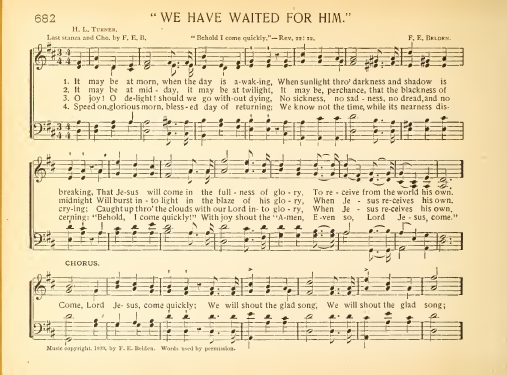 682
"WE HAVE WAITED FOR HIM."
H. L. Turner.
Last stanza and Cho. by F. E. B. "Behold I come quickly,"—Rev. 22: 12. F. E. Belden.
1. It may be at morn, when the day is a-wak-ing, When sunlight thro' darkness and shadow is
2. It may be at mid - day, it may be at twilight, It may be, perchance, that the blackness of
3. O joy! O de-light! should we go with-out dying, No sickness, no sad-ness, no dread, and no
4. Speed on, glorious morn, bless-ed day of returning; We know not the time, while its nearness dis-
breaking, That Je-sus will come in the full - ness of glo - ry, To re - ceive from the world his own.
midnight Will burst in - to light in the blaze of his glo - ry, When Je - sus re-ceives his own,
cry-ing: Caught up thro' the clouds with our Lord in-to glo - ry, When Je - sus re-ceives his own,
cerning: "Behold, I come quickly!" With joy shout the "A-men, E-ven so, Lord Je-sus, come."
CHORUS.
Come, Lord Je-sus, come quickly; We will shout the glad song, We will shout the glad song;
Music copyright, 1899, by F. E. Belden. Words used by permission.